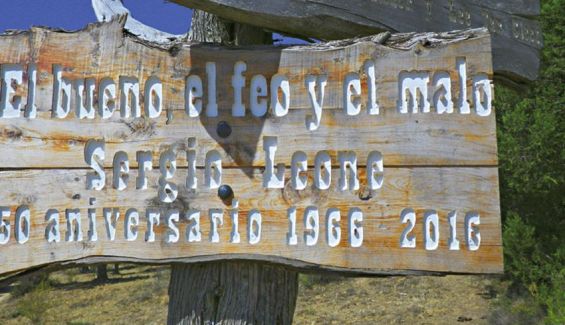 El bueno, el feo y el malo
Sergio Leone
50 aniversario 1966 2016